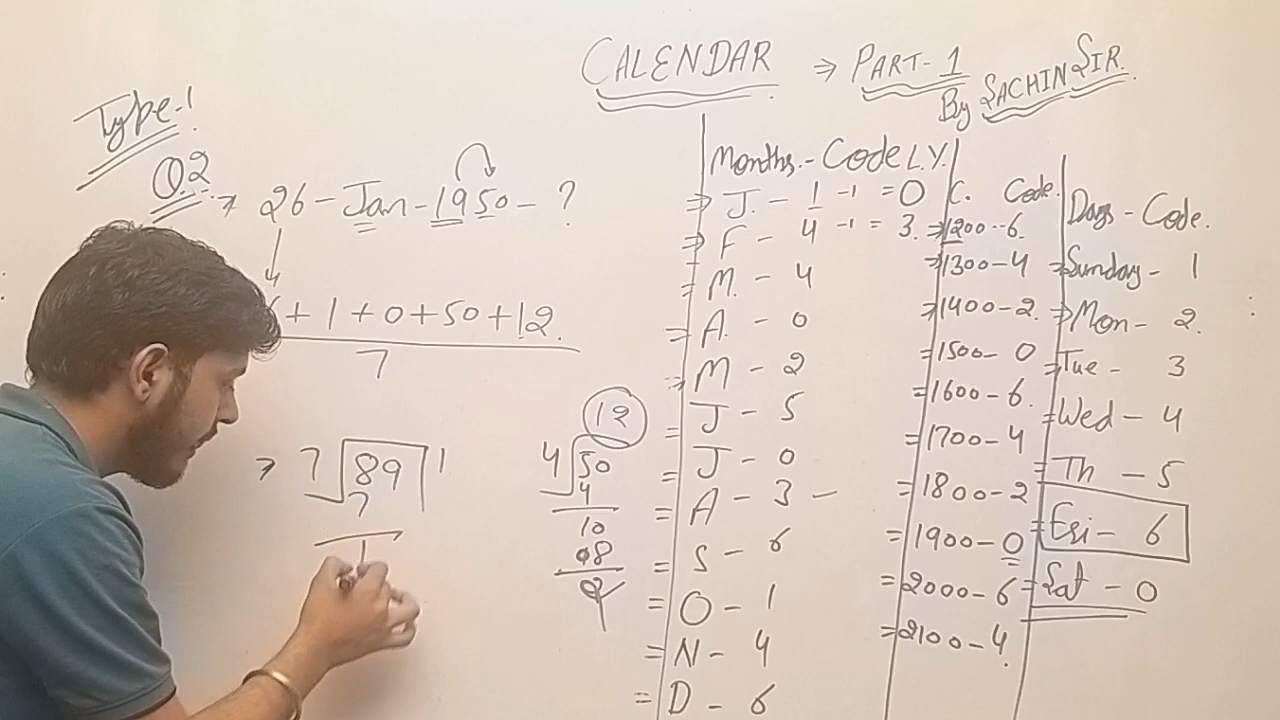 CALENDAR ⇒ PART-1
By SACHIN SIR.
Type-1
Q.2
→ 26 - Jan - 1950 - ?
+ 1 + 0 + 50 + 12.
7
→ 7 89 1
7
1
12
4 50
4
10
08
2
Months. - Code L.Y.
⇒ J. - 1 -1 = 0
⇒ F - 4 -1 = 3.
= M. - 4
⇒ A. - 0
⇒ M - 2
= J - 5
= J - 0
= A - 3 -
= S - 6
= O - 1
= N - 4
= D - 6
C. Code.
⇒ 1200 - 6.
⇒ 1300 - 4
⇒ 1400 - 2.
= 1500 - 0
= 1600 - 6.
= 1700 - 4
= 1800 - 2
= 1900 - 0
= 2000 - 6
= 2100 - 4.
Days - Code.
⇒ Sunday - 1
⇒ Mon - 2.
= Tue - 3
= Wed - 4
= Th - 5
= Fri - 6
= Sat - 0